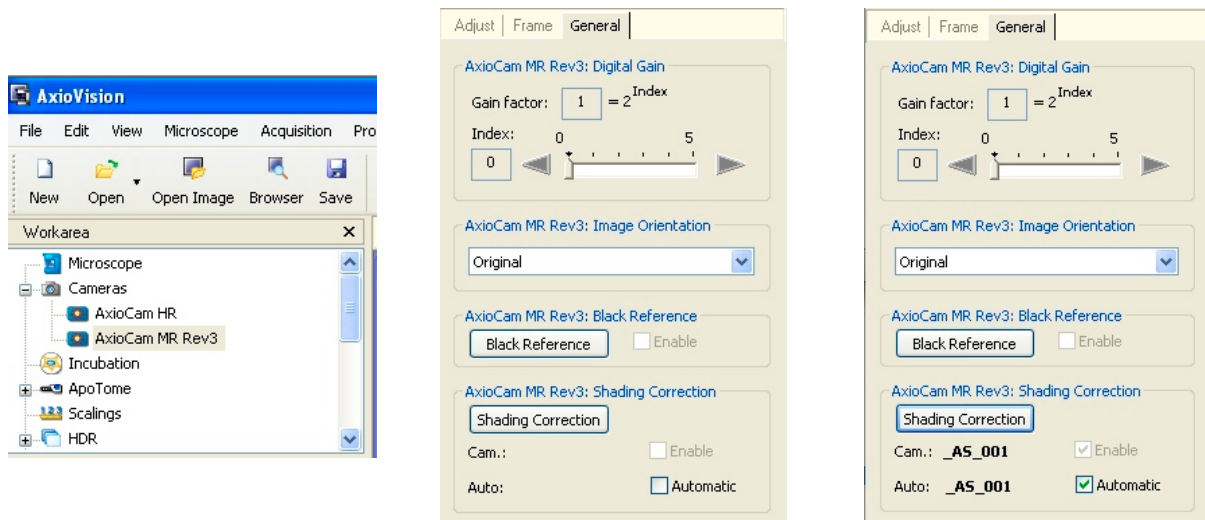 AxioVision
File Edit View Microscope Acquisition Pro
New Open Open Image Browser Save
Workarea
Microscope
Cameras
AxioCam HR
AxioCam MR Rev3
Incubation
ApoTome
Scalings
HDR
Adjust Frame General
AxioCam MR Rev3: Digital Gain
Gain factor: 1 = 2^Index
Index: 0 5
0
AxioCam MR Rev3: Image Orientation
Original
AxioCam MR Rev3: Black Reference
Black Reference Enable
AxioCam MR Rev3: Shading Correction
Shading Correction
Cam.: Enable
Auto: Automatic
Adjust Frame General
AxioCam MR Rev3: Digital Gain
Gain factor: 1 = 2^Index
Index: 0 5
0
AxioCam MR Rev3: Image Orientation
Original
AxioCam MR Rev3: Black Reference
Black Reference Enable
AxioCam MR Rev3: Shading Correction
Shading Correction
Cam.: _AS_001 Enable
Auto: _AS_001 Automatic